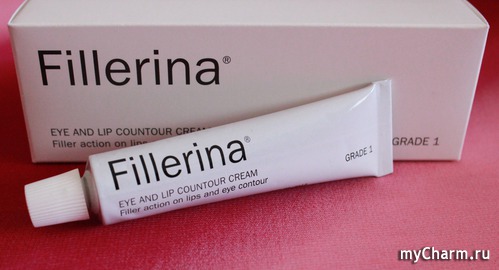 Fillerina®
EYE AND LIP COUNTOUR CREAM
Filler action on lips
GRADE 1
Fillerina®
EYE AND LIP COUNTOUR CREAM
Filler action on lips and eye contour
GRADE 1
myCharm.ru